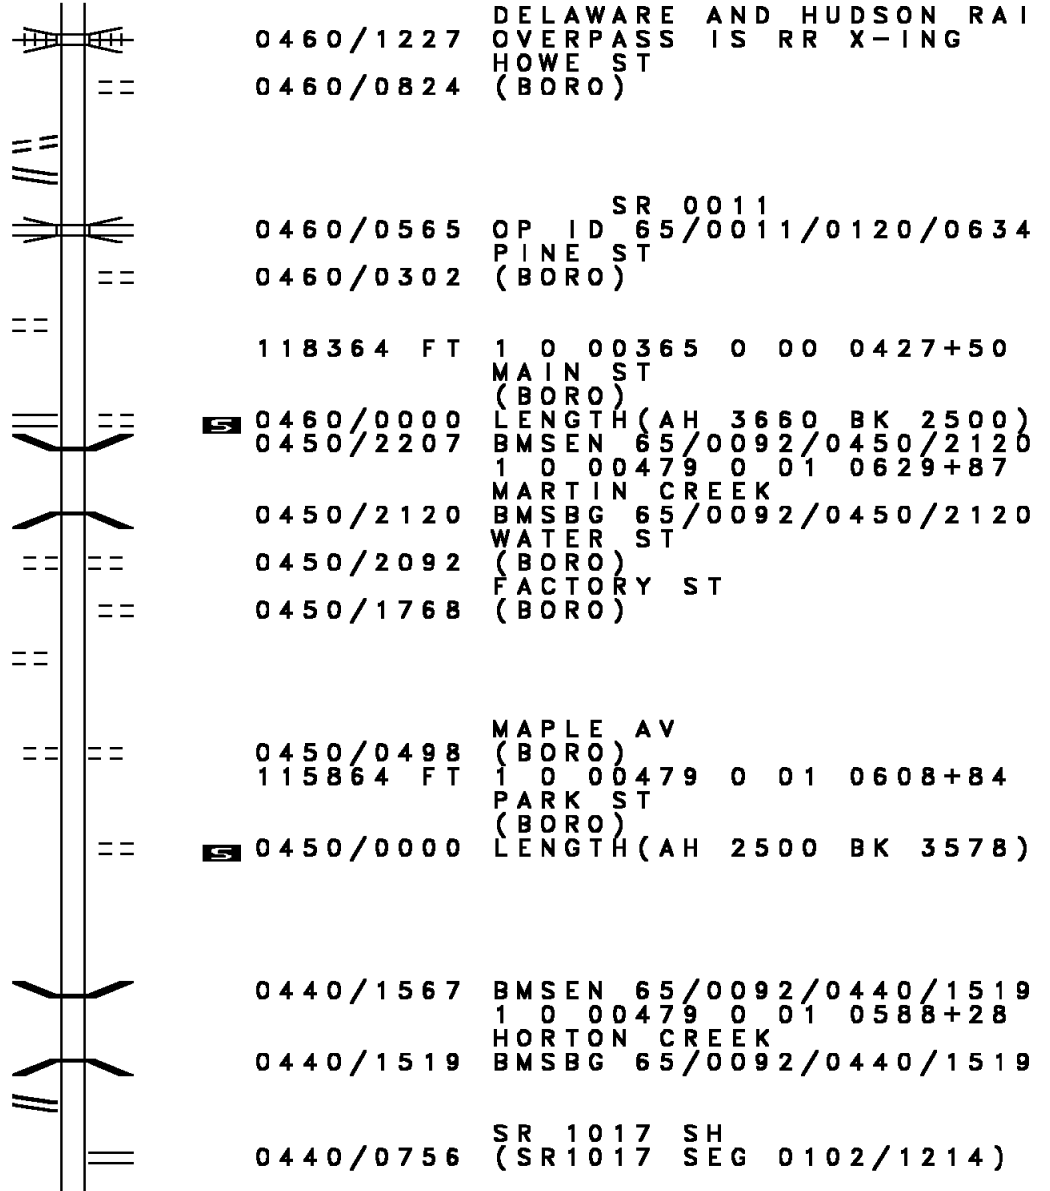 DELAWARE AND HUDSON RAI
0460/1227 OVERPASS IS RR X-ING
HOWE ST
0460/0824 (BORO)
SR 0011
0460/0565 OP ID 65/0011/0120/0634
PINE ST
0460/0302 (BORO)
118364 FT 1 0 00365 0 00 0427+50
MAIN ST
(BORO)
S 0460/0000 LENGTH(AH 3660 BK 2500)
0450/2207 BMSEN 65/0092/0450/2120
1 0 00479 0 01 0629+87
MARTIN CREEK
0450/2120 BMSBG 65/0092/0450/2120
WATER ST
0450/2092 (BORO)
FACTORY ST
0450/1768 (BORO)
MAPLE AV
0450/0498 (BORO)
115864 FT 1 0 00479 0 01 0608+84
PARK ST
(BORO)
S 0450/0000 LENGTH(AH 2500 BK 3578)
0440/1567 BMSEN 65/0092/0440/1519
1 0 00479 0 01 0588+28
HORTON CREEK
0440/1519 BMSBG 65/0092/0440/1519
SR 1017 SH
0440/0756 (SR1017 SEG 0102/1214)